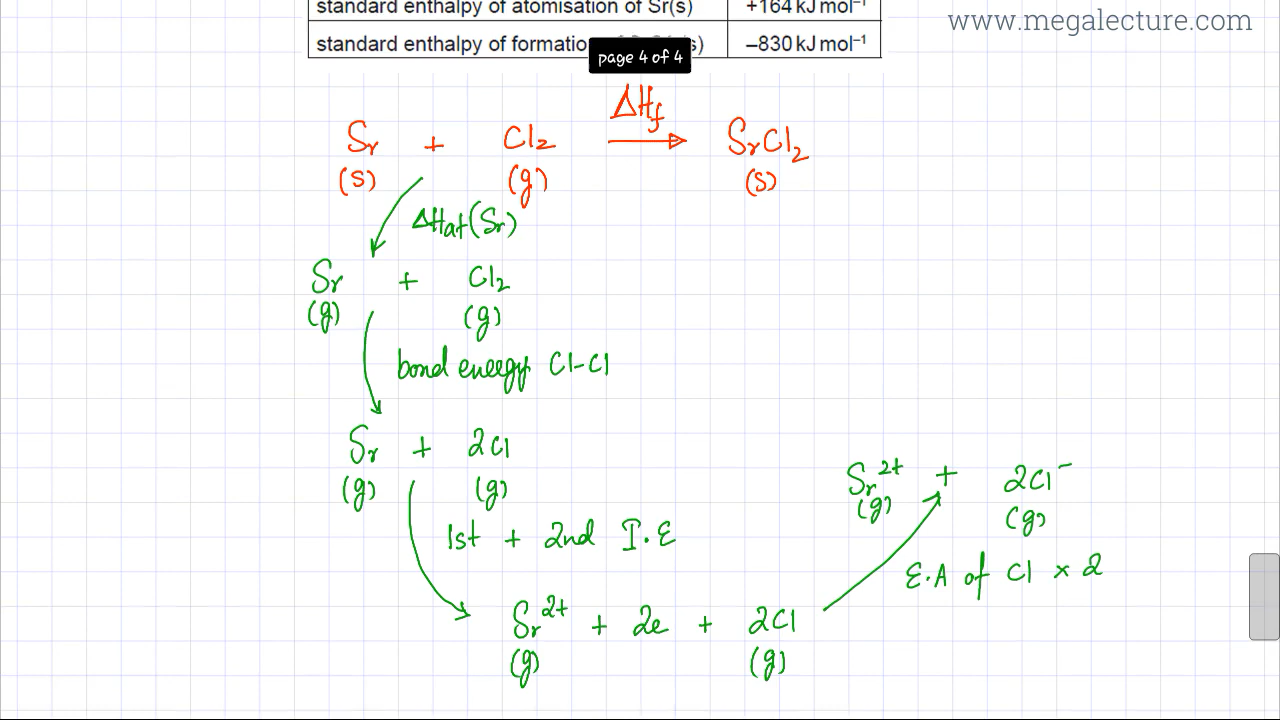 standard enthalpy of atomisation of Sr(s) +164 kJ mol⁻¹
www.megalecture.com
standard enthalpy of formatio s) –830 kJ mol⁻¹
page 4 of 4
ΔHf
Sr + Cl₂ → SrCl₂
(s) (g) (s)
ΔHat(Sr)
Sr + Cl₂
(g) (g)
bond energy Cl-Cl
Sr + 2Cl
(g) (g)
Sr²⁺ + 2Cl⁻
(g) (g)
1st + 2nd I.E
E.A of Cl × 2
Sr²⁺ + 2e + 2Cl
(g) (g)